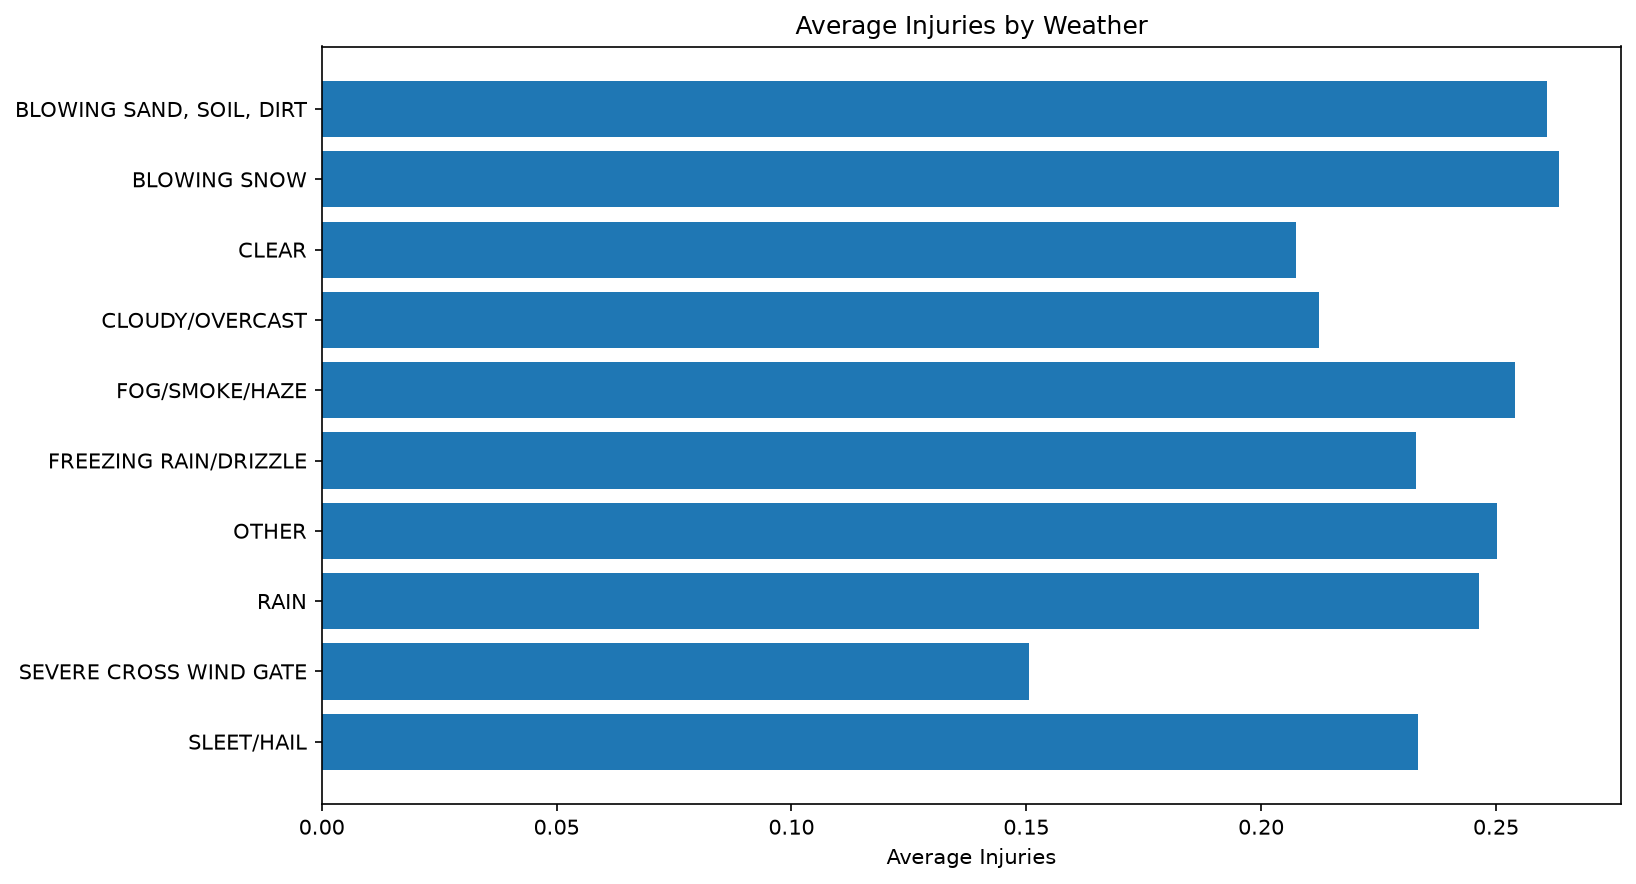 Average Injuries by Weather
BLOWING SAND, SOIL, DIRT
BLOWING SNOW
CLEAR
CLOUDY/OVERCAST
FOG/SMOKE/HAZE
FREEZING RAIN/DRIZZLE
OTHER
RAIN
SEVERE CROSS WIND GATE
SLEET/HAIL
0.00 0.05 0.10 0.15 0.20 0.25
Average Injuries